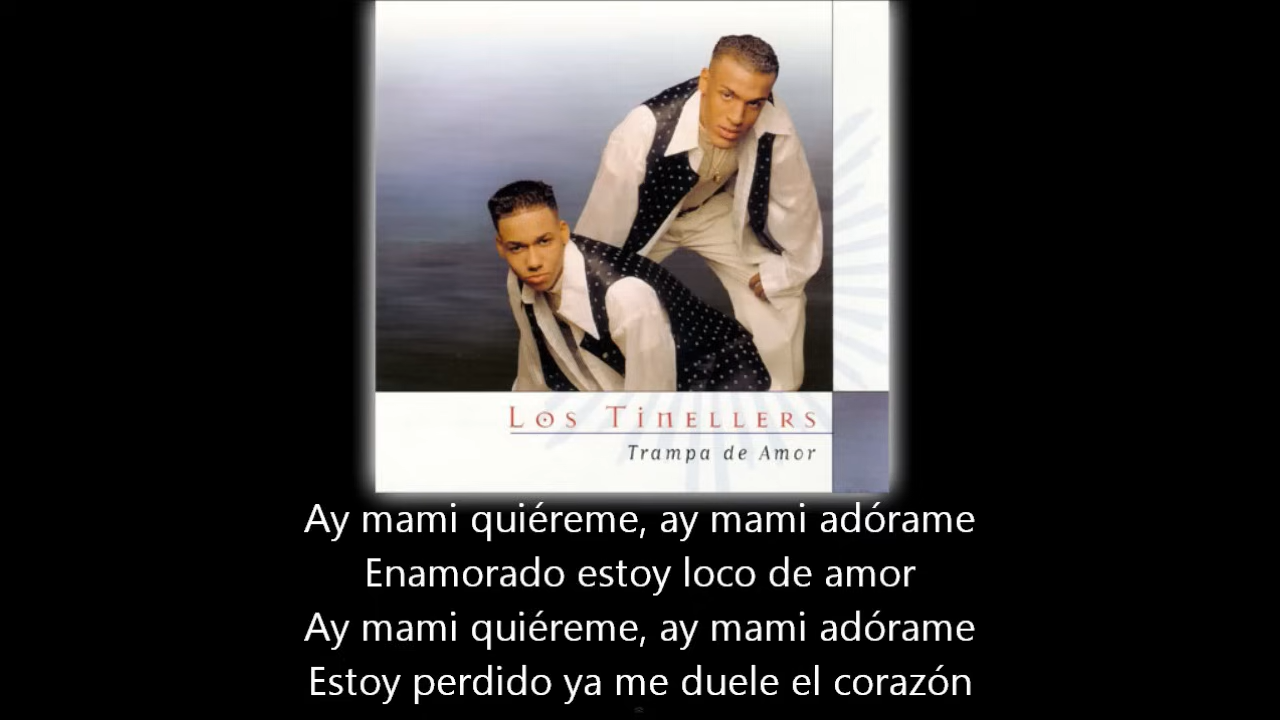 Los Tinellers
Trampa de Amor
Ay mami quiéreme, ay mami adórame
Enamorado estoy loco de amor
Ay mami quiéreme, ay mami adórame
Estoy perdido ya me duele el corazón